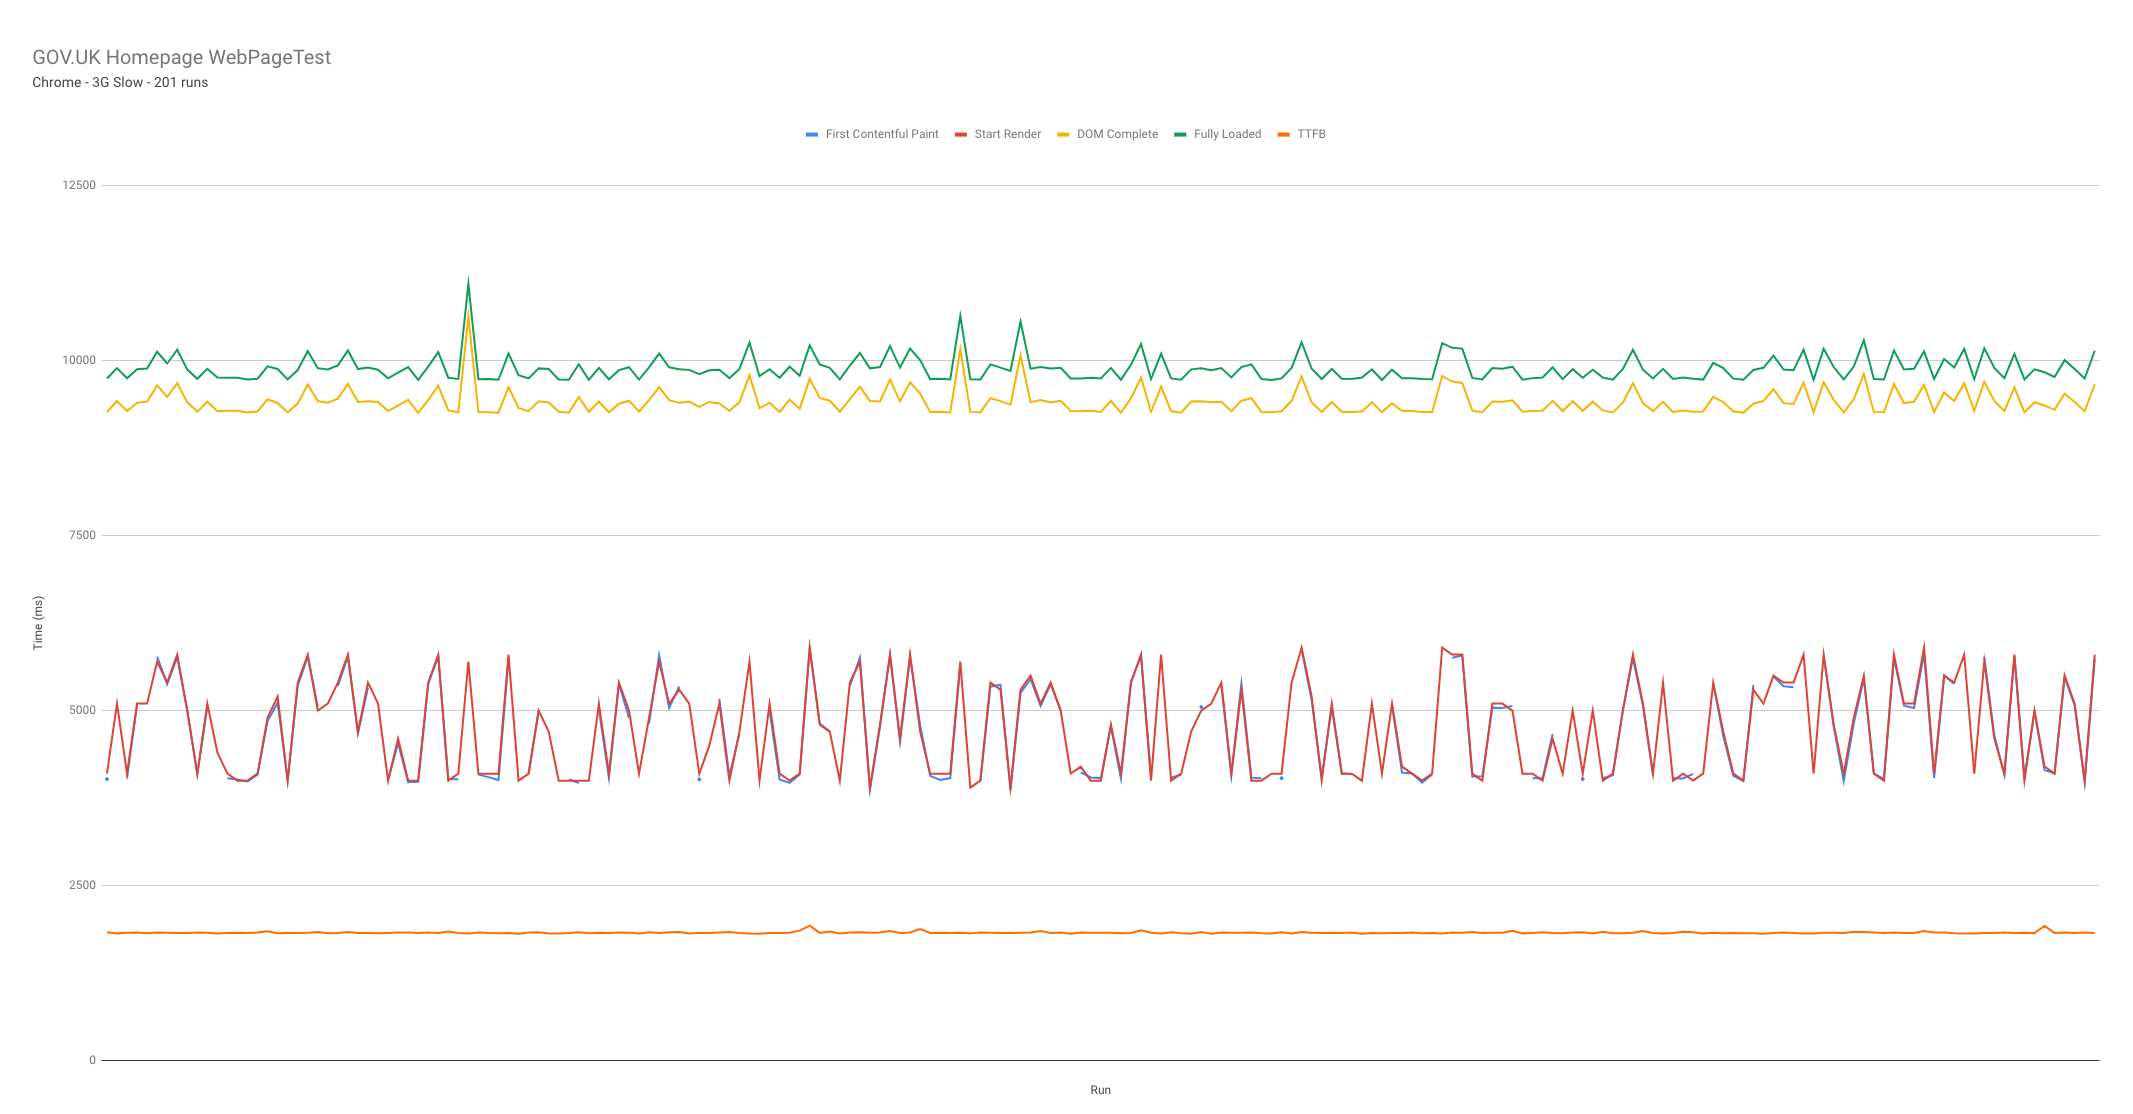 GOV.UK Homepage WebPageTest
Chrome - 3G Slow - 201 runs
First Contentful Paint Start Render DOM Complete Fully Loaded TTFB
12500
10000
7500
5000
2500
0
Time (ms)
Run